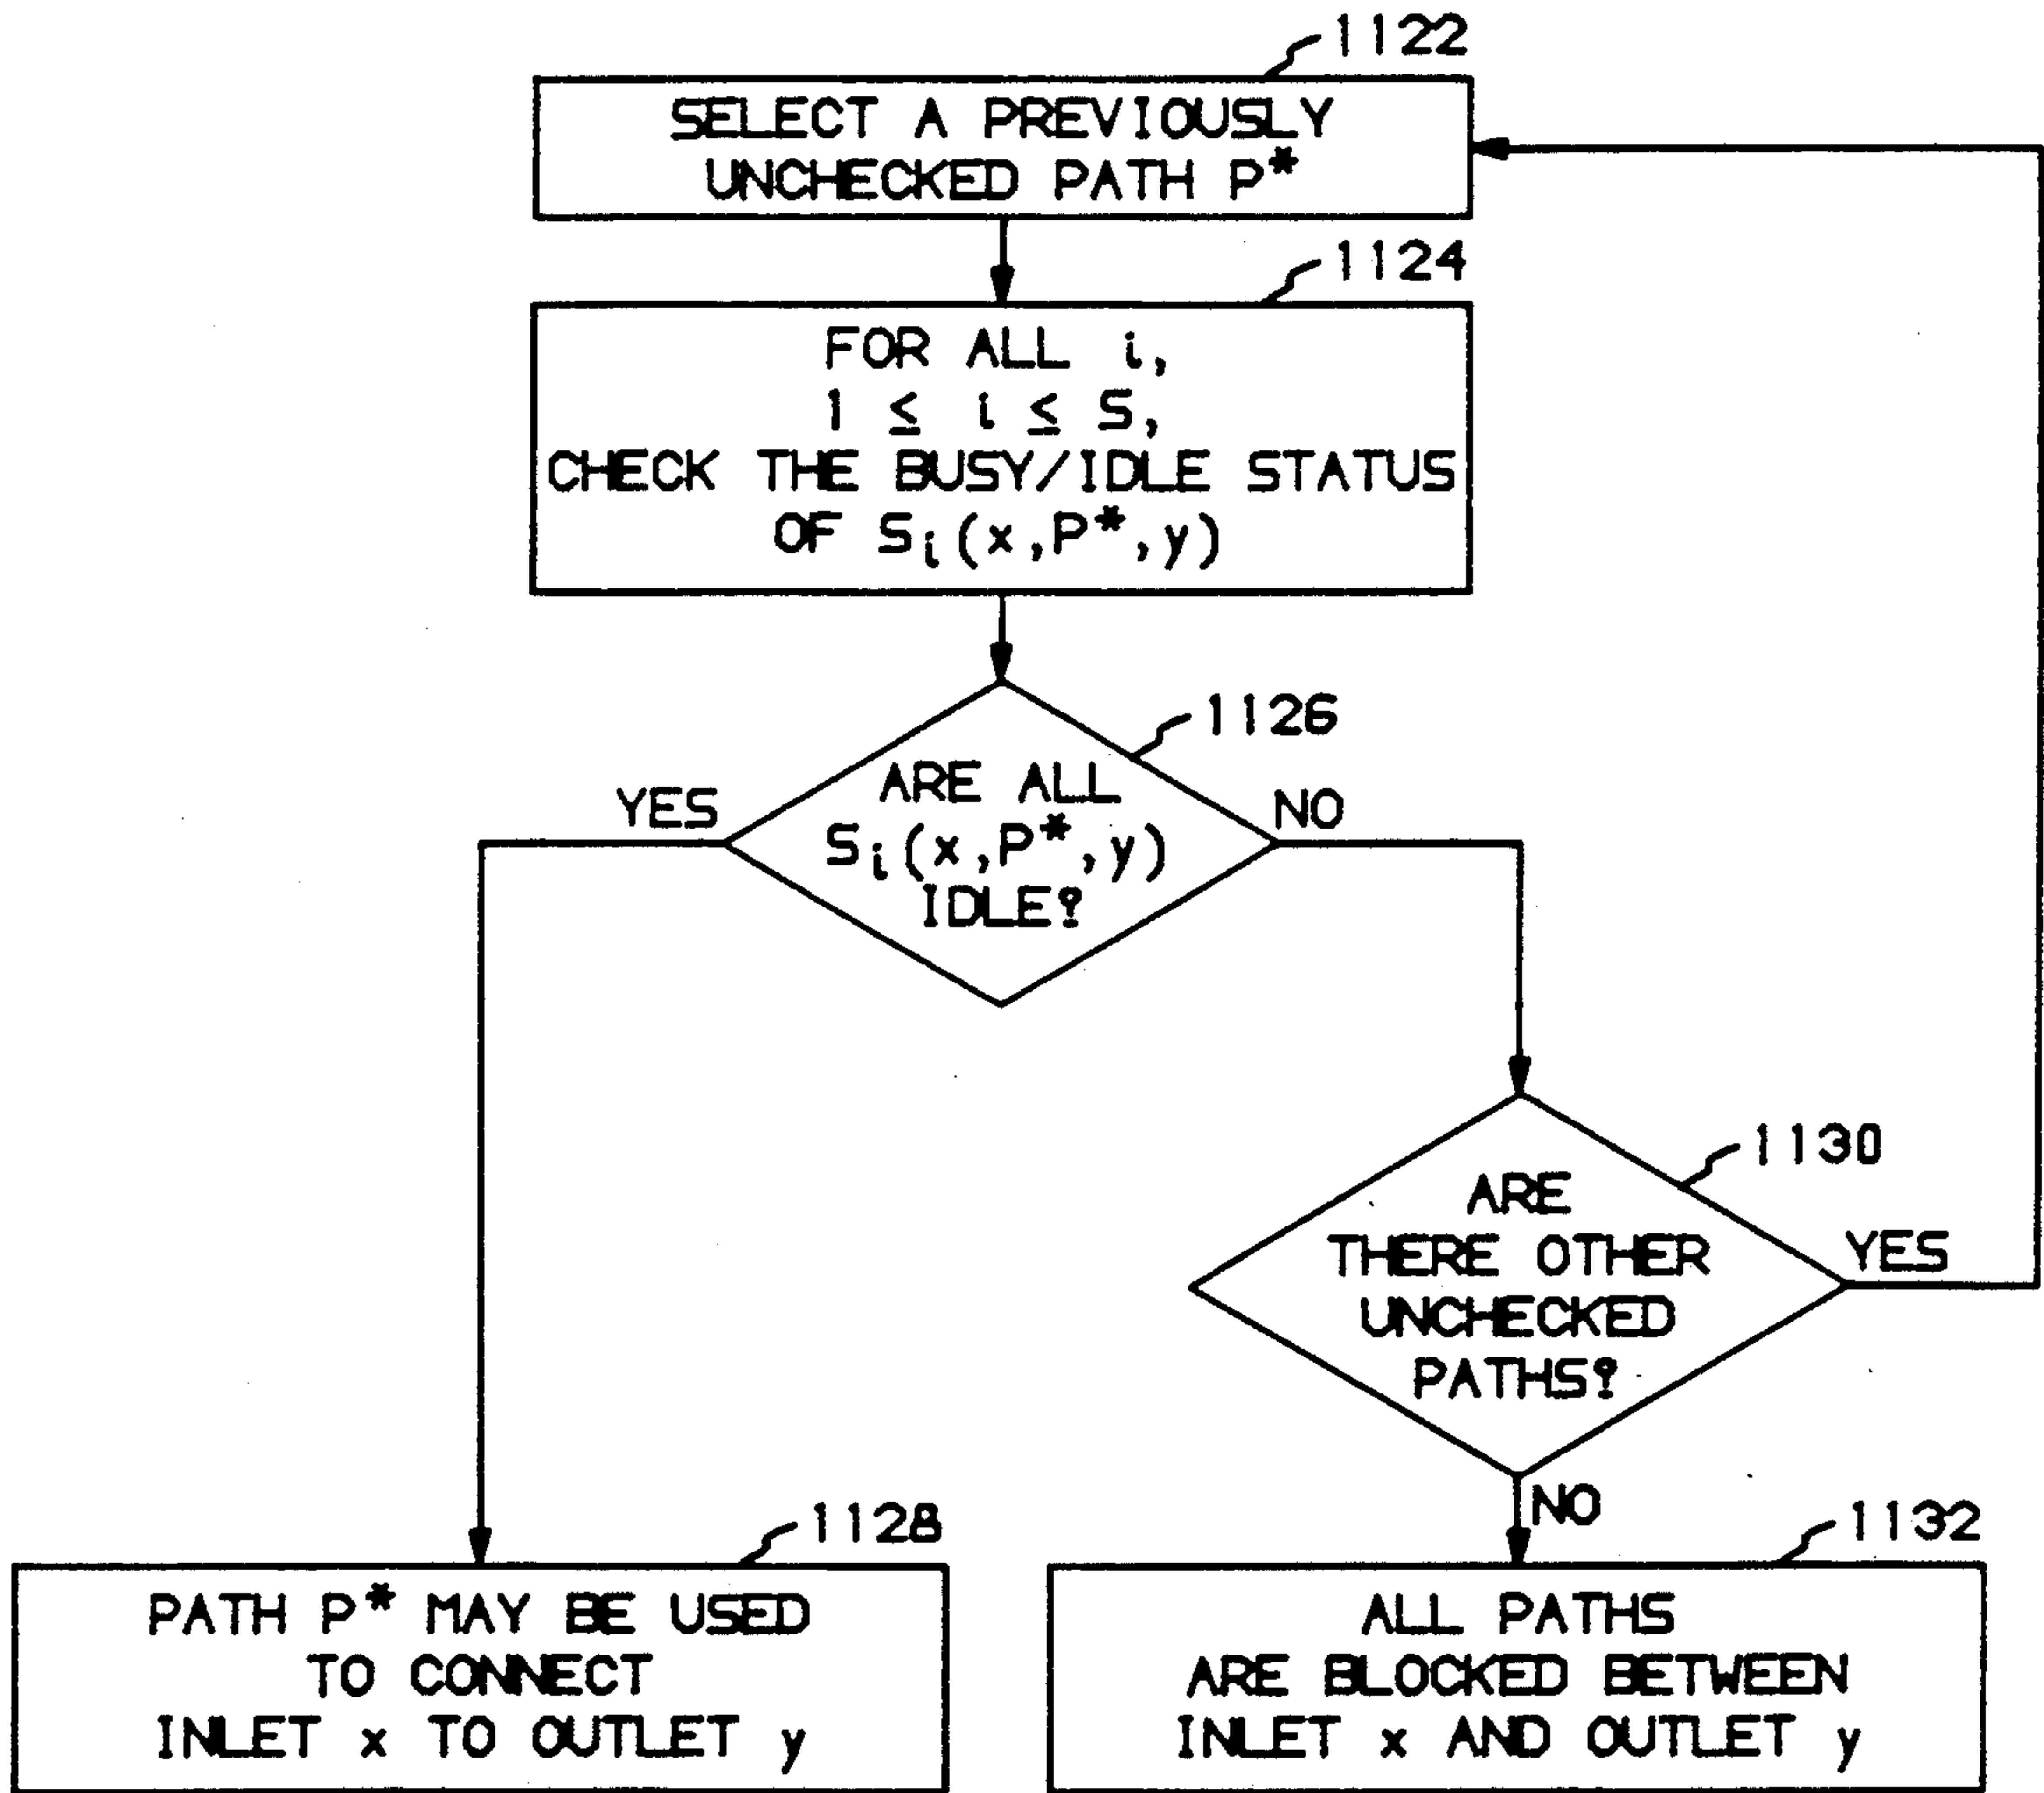 1122
SELECT A PREVIOUSLY
UNCHECKED PATH P*
1124
FOR ALL i,
1 ≤ i ≤ S,
CHECK THE BUSY/IDLE STATUS
OF Si(x,P*,y)
1126
ARE ALL
Si(x,P*,y)
IDLE?
YES
NO
1130
ARE
THERE OTHER
UNCHECKED
PATHS?
YES
NO
1128
PATH P* MAY BE USED
TO CONNECT
INLET x TO OUTLET y
1132
ALL PATHS
ARE BLOCKED BETWEEN
INLET x AND OUTLET y